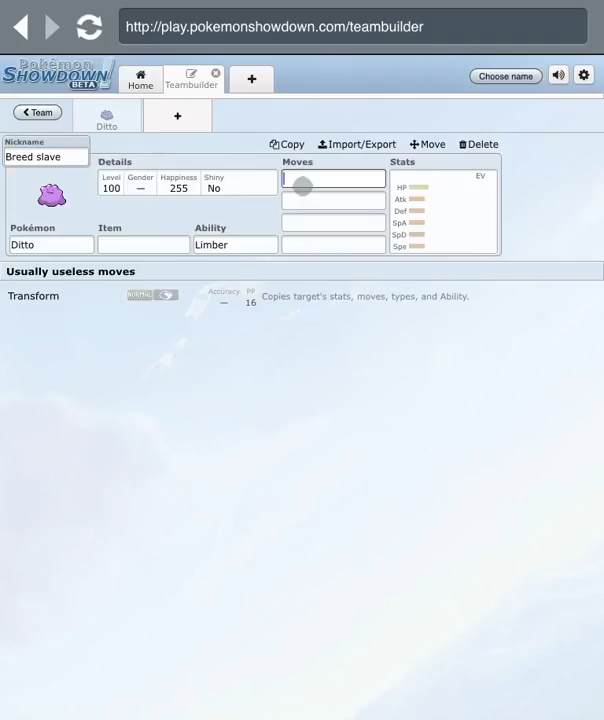 http://play.pokemonshowdown.com/teambuilder
Pokémon
SHOWDOWN!
BETA
Home
Teambuilder
Choose name
Team
Ditto
Copy
Import/Export
Move
Delete
Nickname
Breed slave
Details
Moves
Stats
Level
Gender
Happiness
Shiny
100
—
255
No
EV
HP
Atk
Def
SpA
SpD
Spe
Pokémon
Item
Ability
Ditto
Limber
Usually useless moves
Transform
NORMAL
Accuracy
—
PP
16
Copies target's stats, moves, types, and Ability.